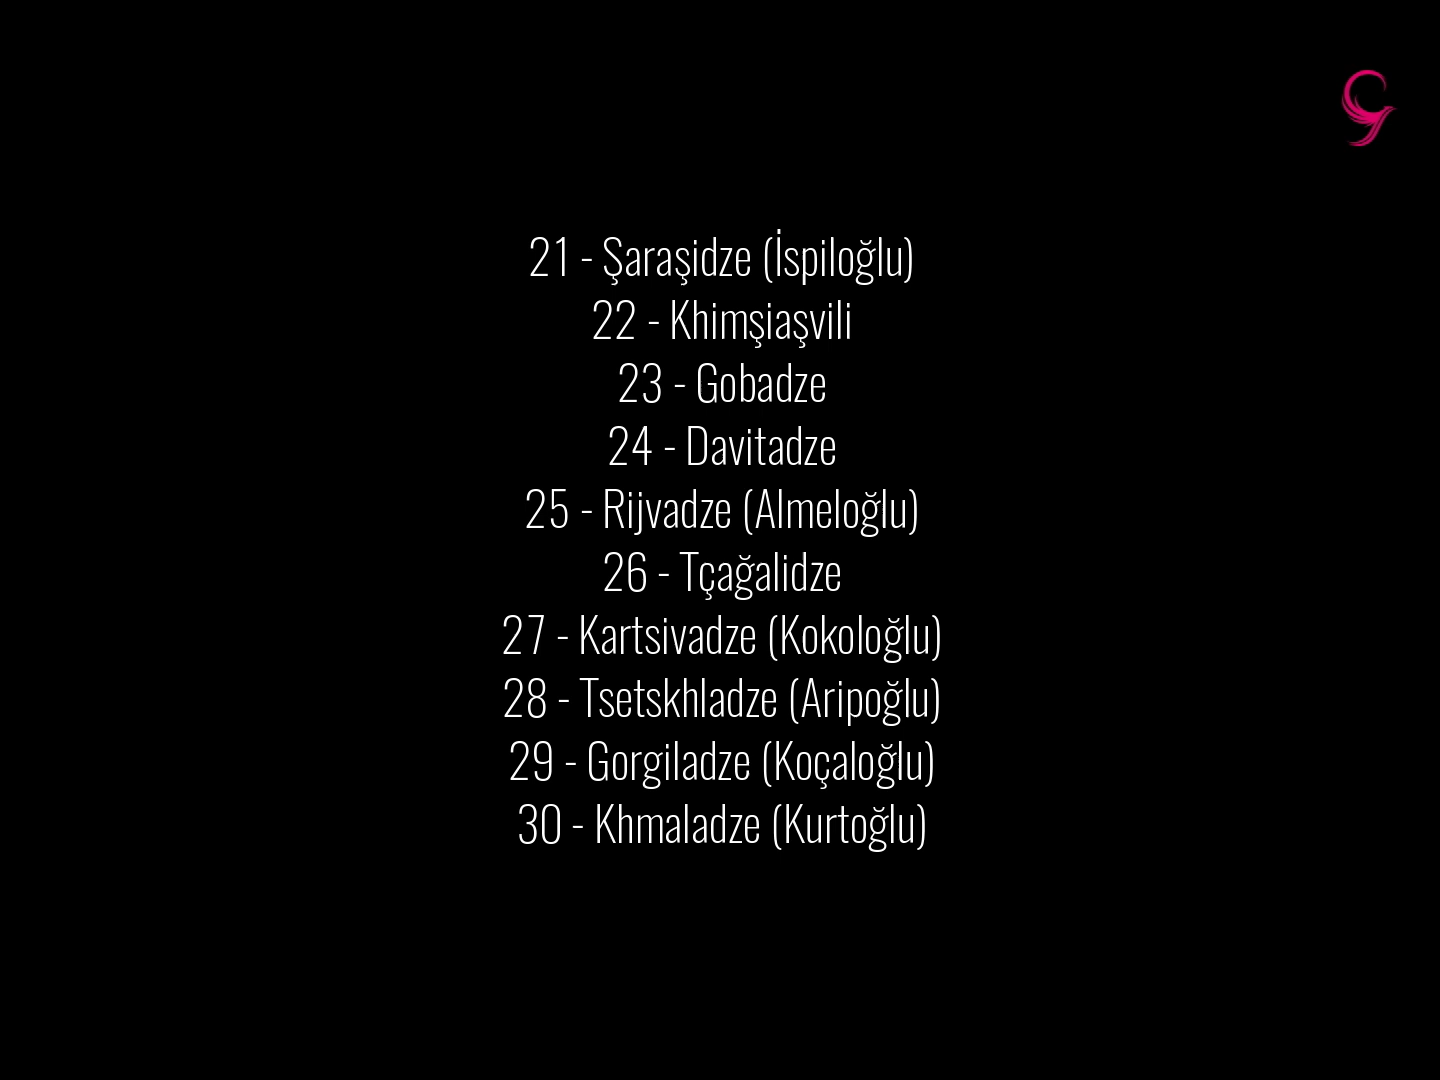 21 - Şaraşidze (İspiloğlu)
22 - Khimşiaşvili
23 - Gobadze
24 - Davitadze
25 - Rijvadze (Almeloğlu)
26 - Tçağalidze
27 - Kartsivadze (Kokoloğlu)
28 - Tsetskhladze (Aripoğlu)
29 - Gorgiladze (Koçaloğlu)
30 - Khmaladze (Kurtoğlu)